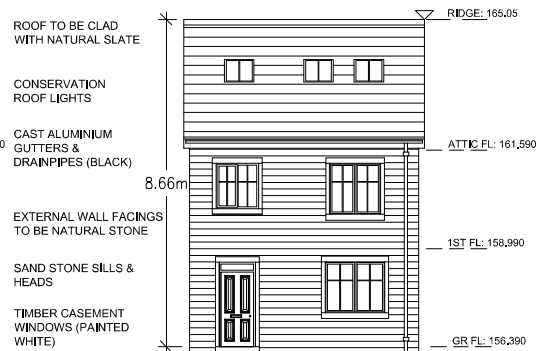 ROOF TO BE CLAD
WITH NATURAL SLATE
CONSERVATION
ROOF LIGHTS
CAST ALUMINIUM
GUTTERS &
DRAINPIPES (BLACK)
EXTERNAL WALL FACINGS
TO BE NATURAL STONE
SAND STONE SILLS &
HEADS
TIMBER CASEMENT
WINDOWS (PAINTED
WHITE)
0
8.66m
RIDGE: 165.05
ATTIC FL: 161.590
1ST FL: 158.990
GR FL: 156.390